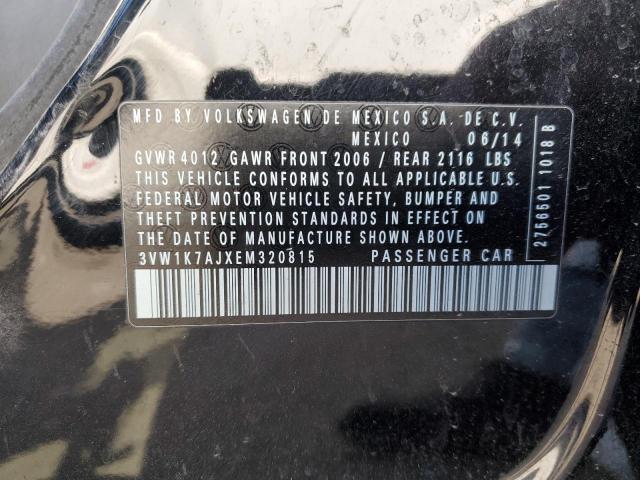 MFD BY VOLKSWAGEN DE MEXICO S.A. DE C.V.
MEXICO 06/14
GVWR 4012 GAWR FRONT 2006 / REAR 2116 LBS
THIS VEHICLE CONFORMS TO ALL APPLICABLE U.S.
FEDERAL MOTOR VEHICLE SAFETY, BUMPER AND
THEFT PREVENTION STANDARDS IN EFFECT ON
THE DATE OF MANUFACTURE SHOWN ABOVE.
3VW1K7AJXEM320815 PASSENGER CAR
2756501 1018 B